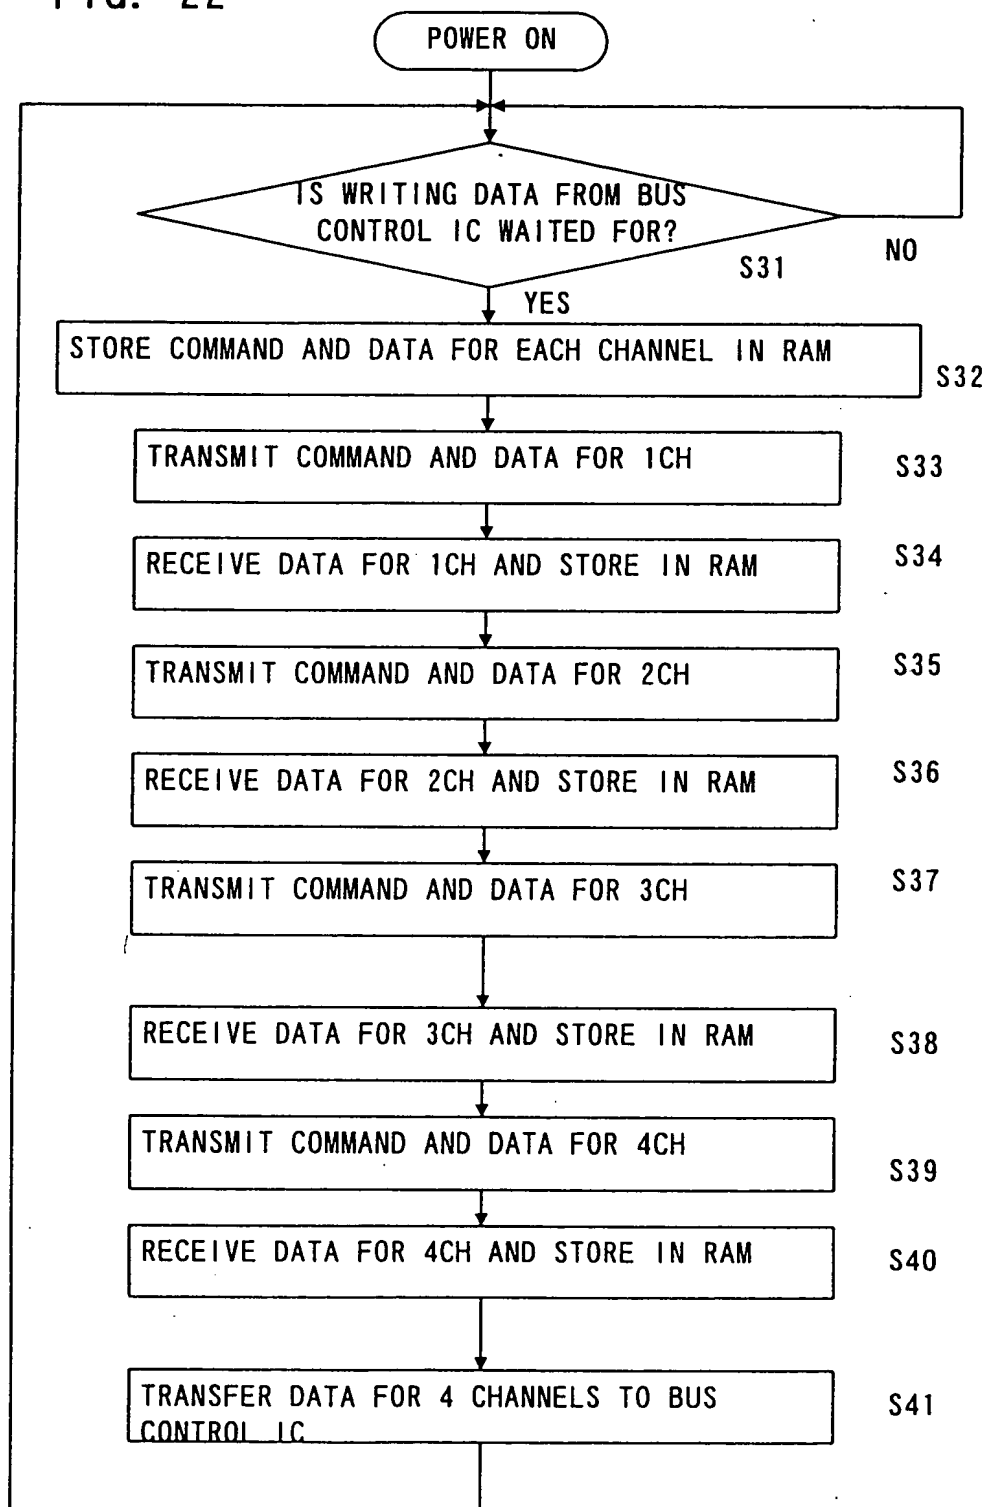 FIG. 22
POWER ON
IS WRITING DATA FROM BUS
CONTROL IC WAITED FOR?
NO
S31
YES
STORE COMMAND AND DATA FOR EACH CHANNEL IN RAM
S32
TRANSMIT COMMAND AND DATA FOR 1CH
S33
RECEIVE DATA FOR 1CH AND STORE IN RAM
S34
TRANSMIT COMMAND AND DATA FOR 2CH
S35
RECEIVE DATA FOR 2CH AND STORE IN RAM
S36
TRANSMIT COMMAND AND DATA FOR 3CH
S37
RECEIVE DATA FOR 3CH AND STORE IN RAM
S38
TRANSMIT COMMAND AND DATA FOR 4CH
S39
RECEIVE DATA FOR 4CH AND STORE IN RAM
S40
TRANSFER DATA FOR 4 CHANNELS TO BUS
CONTROL IC
S41